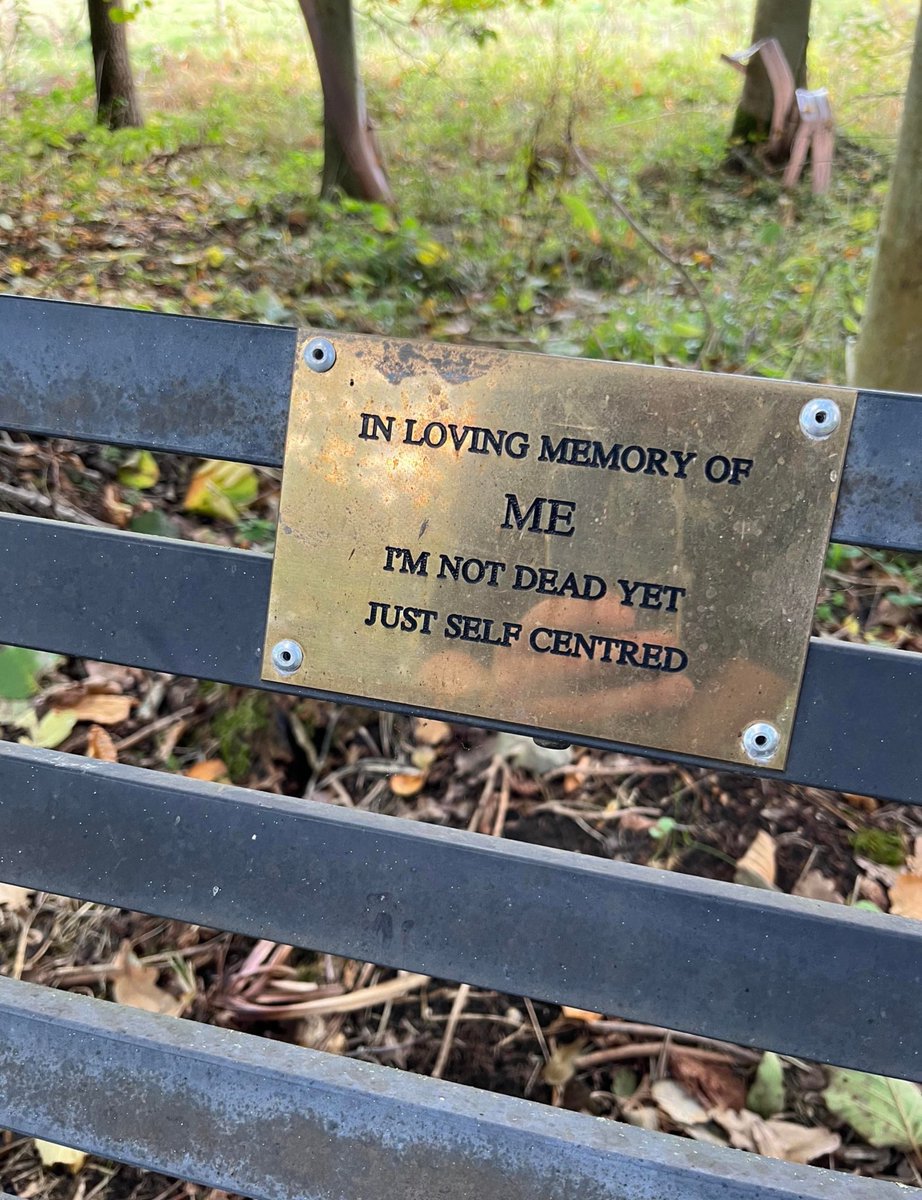 IN LOVING MEMORY OF
ME
I'M NOT DEAD YET
JUST SELF CENTRED